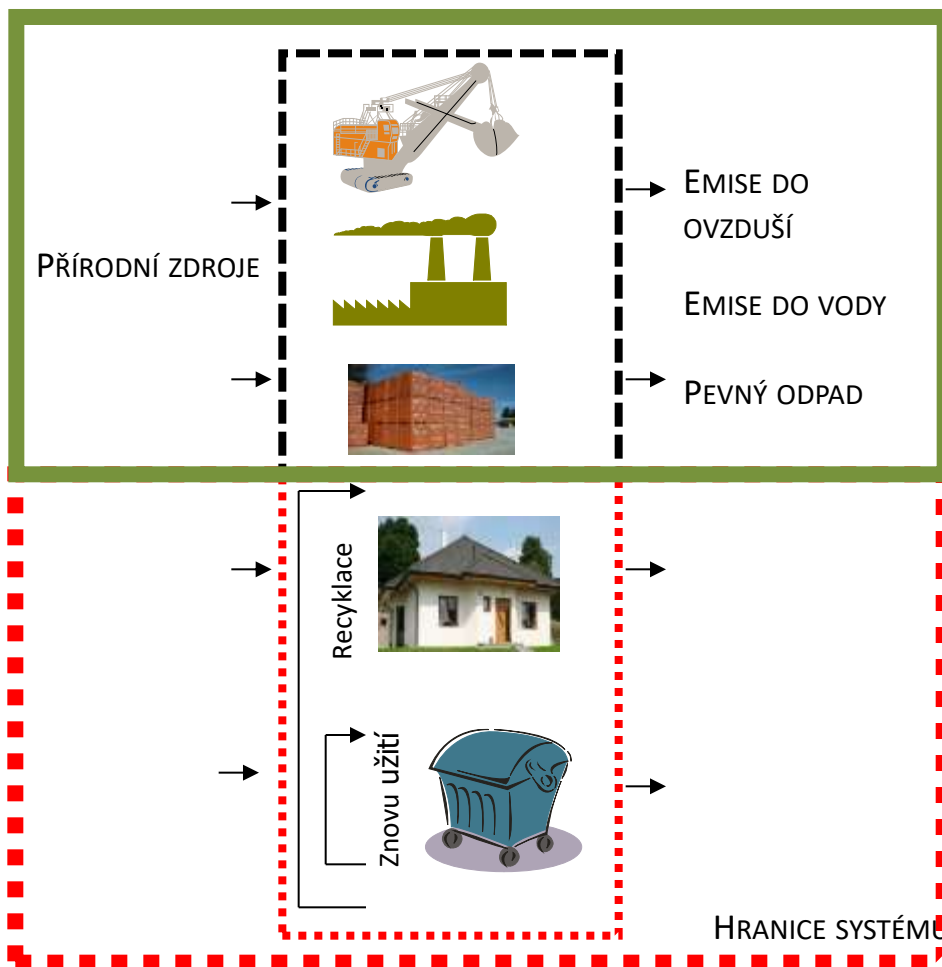 Přírodní zdroje
Emise do
ovzduší
Emise do vody
Pevný odpad
Recyklace
Znovu užití
Hranice systému